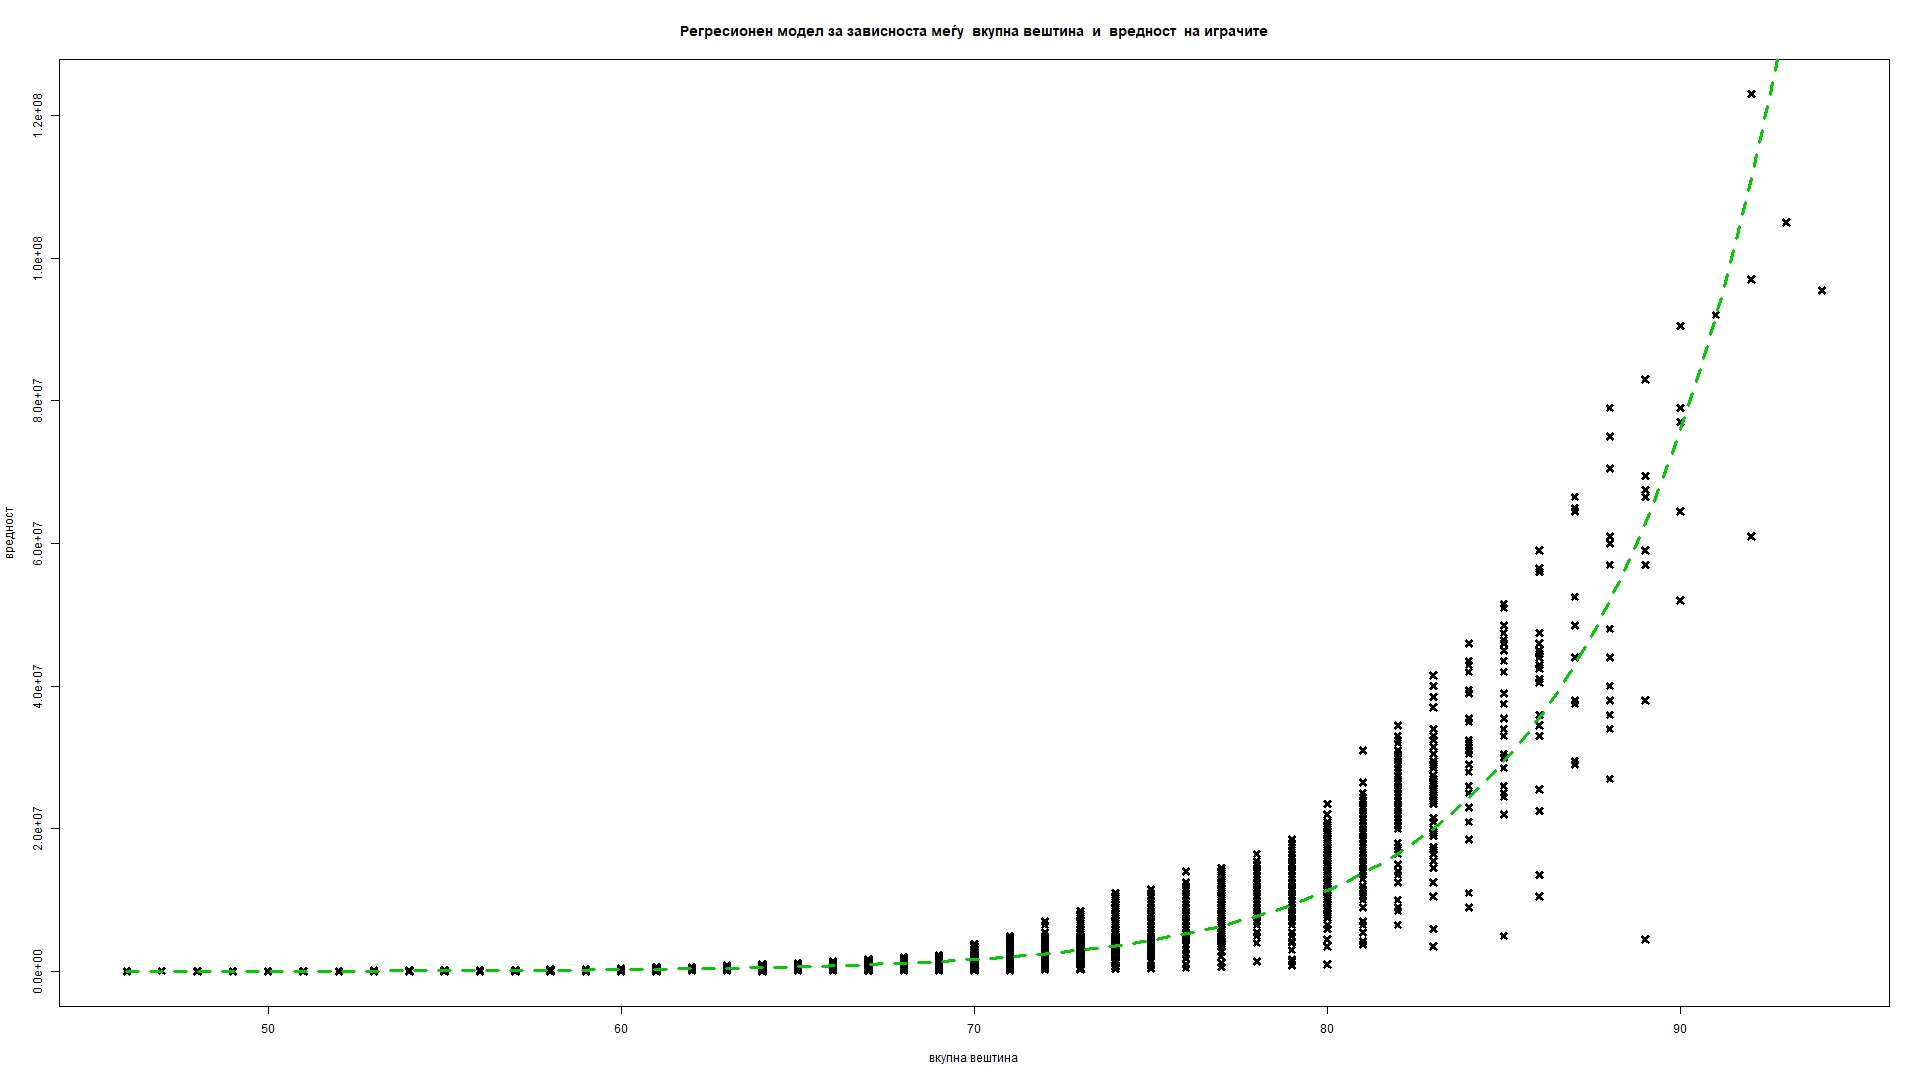 Регресионен модел за зависноста меѓу вкупна вештина и вредност на играчите
1.2e+08
1.0e+08
8.0e+07
6.0e+07
4.0e+07
2.0e+07
0.0e+00
вредност
50 60 70 80 90
вкупна вештина